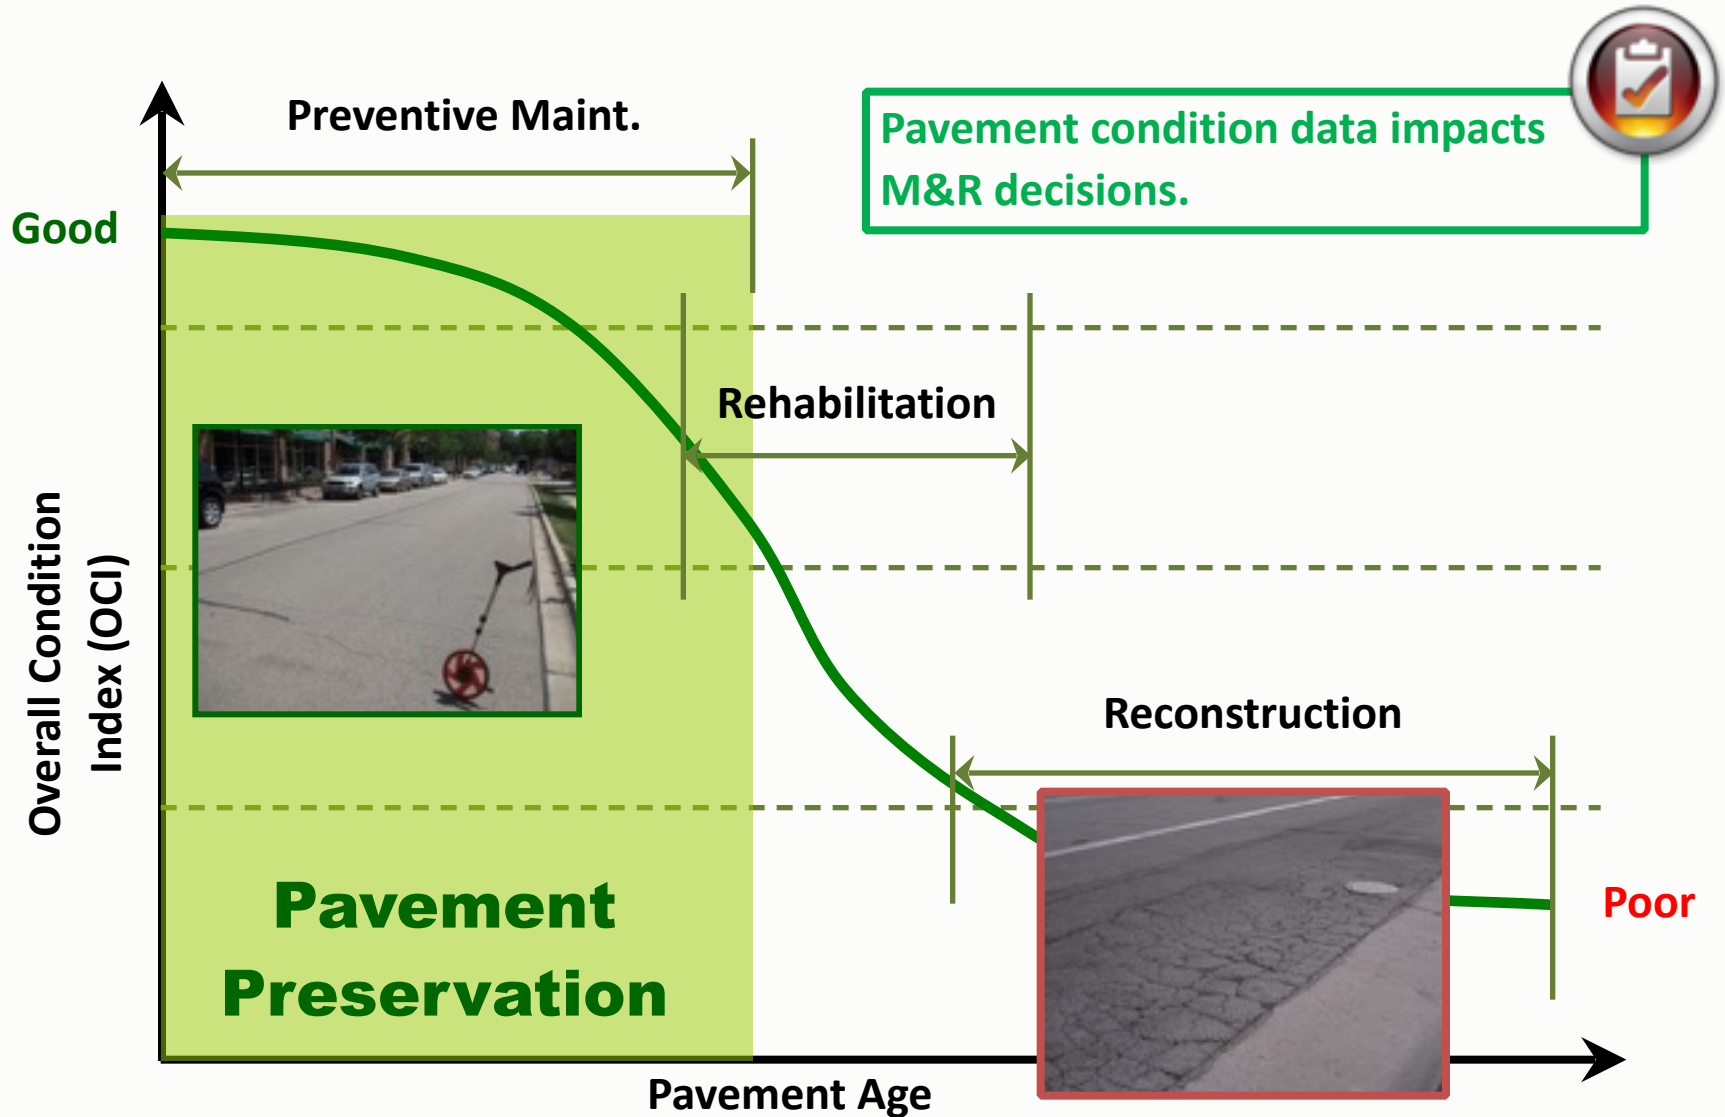 Preventive Maint.
Pavement condition data impacts
M&R decisions.
Good
Rehabilitation
Overall Condition
Index (OCI)
Reconstruction
Pavement
Preservation
Poor
Pavement Age